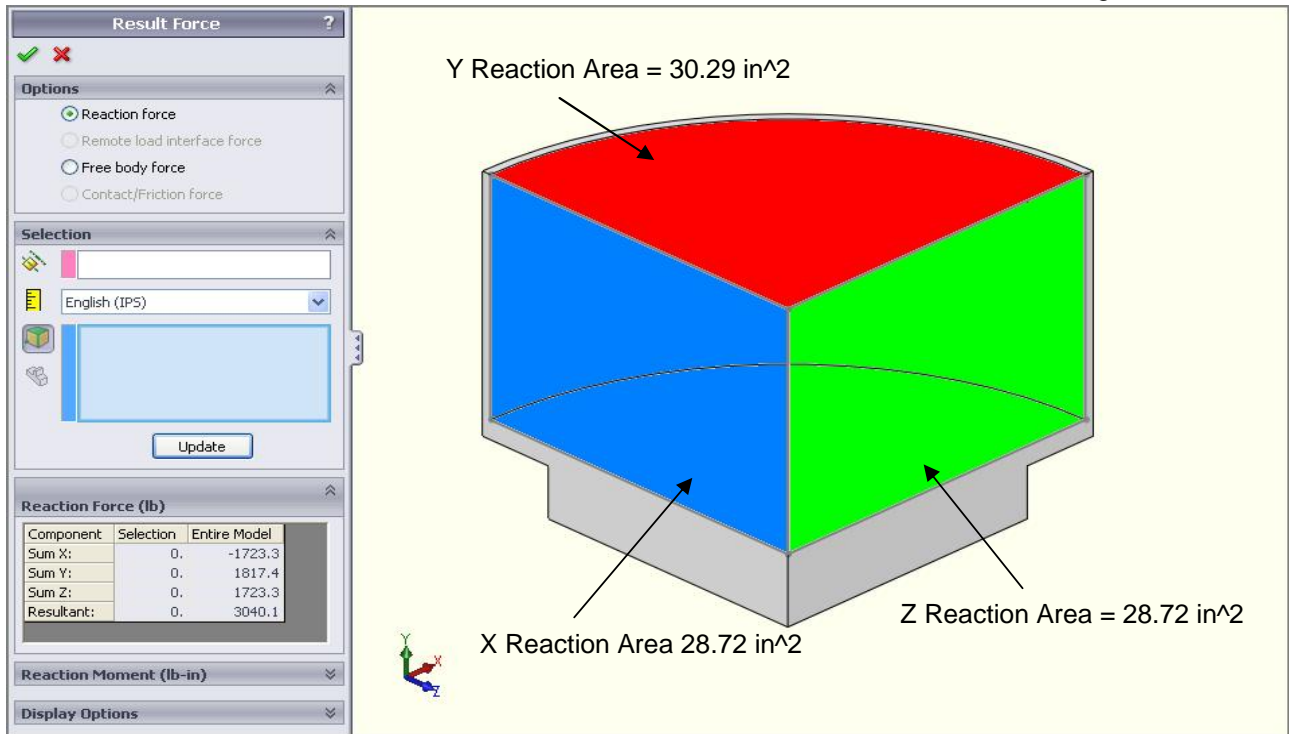 Result Force ?
Options
Reaction force
Remote load interface force
Free body force
Contact/Friction force
Selection
English (IPS)
Update
Reaction Force (lb)
Component Selection Entire Model
Sum X: 0. -1723.3
Sum Y: 0. 1817.4
Sum Z: 0. 1723.3
Resultant: 0. 3040.1
Reaction Moment (lb-in)
Display Options
Y Reaction Area = 30.29 in^2
Z Reaction Area = 28.72 in^2
X Reaction Area 28.72 in^2
Y
X
Z